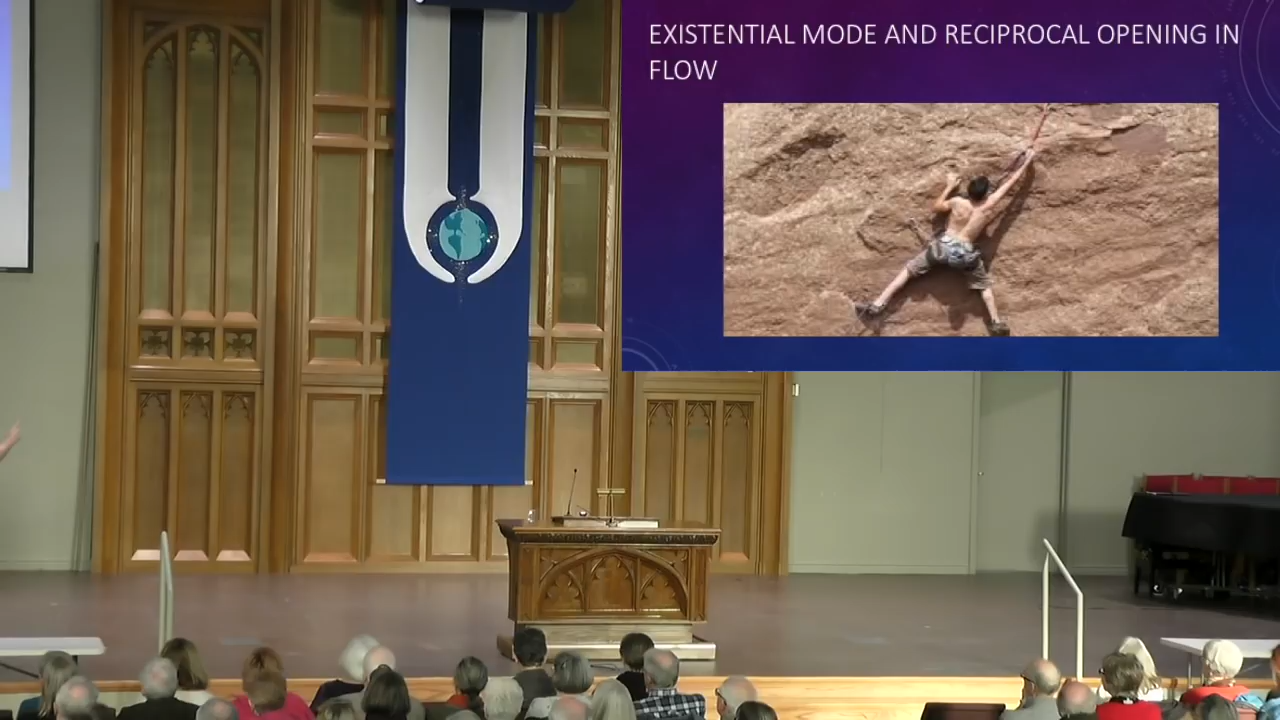 EXISTENTIAL MODE AND RECIPROCAL OPENING IN
FLOW